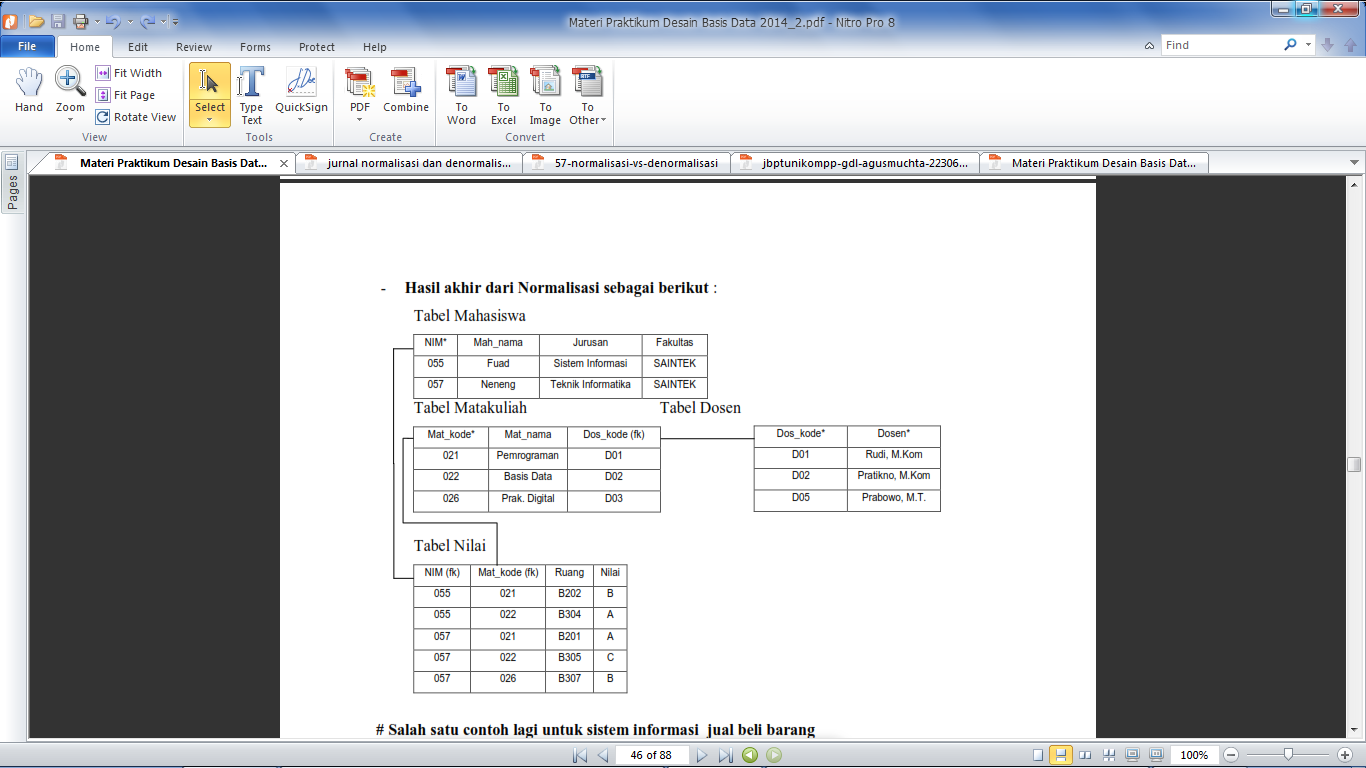 Materi Praktikum Desain Basis Data 2014_2.pdf - Nitro Pro 8
File Home Edit Review Forms Protect Help Find
Hand Zoom Fit Width Fit Page Rotate View Select Type Text QuickSign PDF Combine To Word To Excel To Image To Other
View Tools Create Convert
Materi Praktikum Desain Basis Dat... jurnal normalisasi dan denormalis... 57-normalisasi-vs-denormalisasi jbptunikompp-gdl-agusmuchta-22306... Materi Praktikum Desain Basis Dat...
Pages
- Hasil akhir dari Normalisasi sebagai berikut :
Tabel Mahasiswa
NIM* Mah_nama Jurusan Fakultas
055 Fuad Sistem Informasi SAINTEK
057 Neneng Teknik Informatika SAINTEK
Tabel Matakuliah Tabel Dosen
Mat_kode* Mat_nama Dos_kode (fk) Dos_kode* Dosen*
021 Pemrograman D01 D01 Rudi, M.Kom
022 Basis Data D02 D02 Pratikno, M.Kom
026 Prak. Digital D03 D05 Prabowo, M.T.
Tabel Nilai
NIM (fk) Mat_kode (fk) Ruang Nilai
055 021 B202 B
055 022 B304 A
057 021 B201 A
057 022 B305 C
057 026 B307 B
# Salah satu contoh lagi untuk sistem informasi jual beli barang
46 of 88 100%